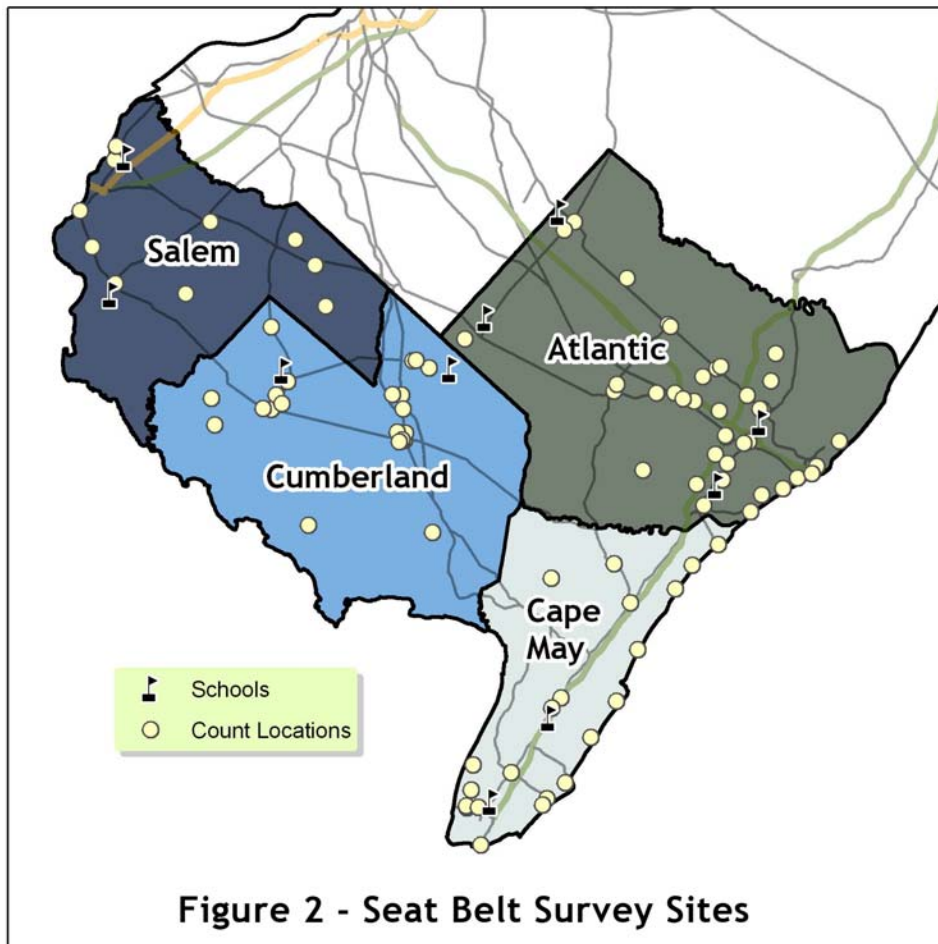 Salem
Atlantic
Cumberland
Cape
May
Schools
Count Locations
Figure 2 - Seat Belt Survey Sites